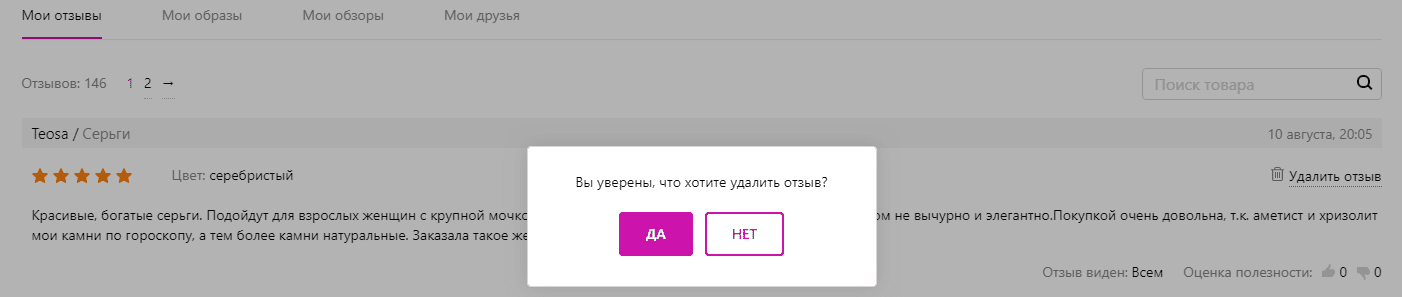 Мои отзывы Мои образы Мои обзоры Мои друзья
Отзывов: 146 1 2 → Поиск товара
Teosa / Серьги 10 августа, 20:05
Цвет: серебристый Удалить отзыв
Вы уверены, что хотите удалить отзыв?
Красивые, богатые серьги. Подойдут для взрослых женщин с крупной мочко ом не вычурно и элегантно.Покупкой очень довольна, т.к. аметист и хризолит
мои камни по гороскопу, а тем более камни натуральные. Заказала такое же
ДА НЕТ
Отзыв виден: Всем Оценка полезности: 0 0